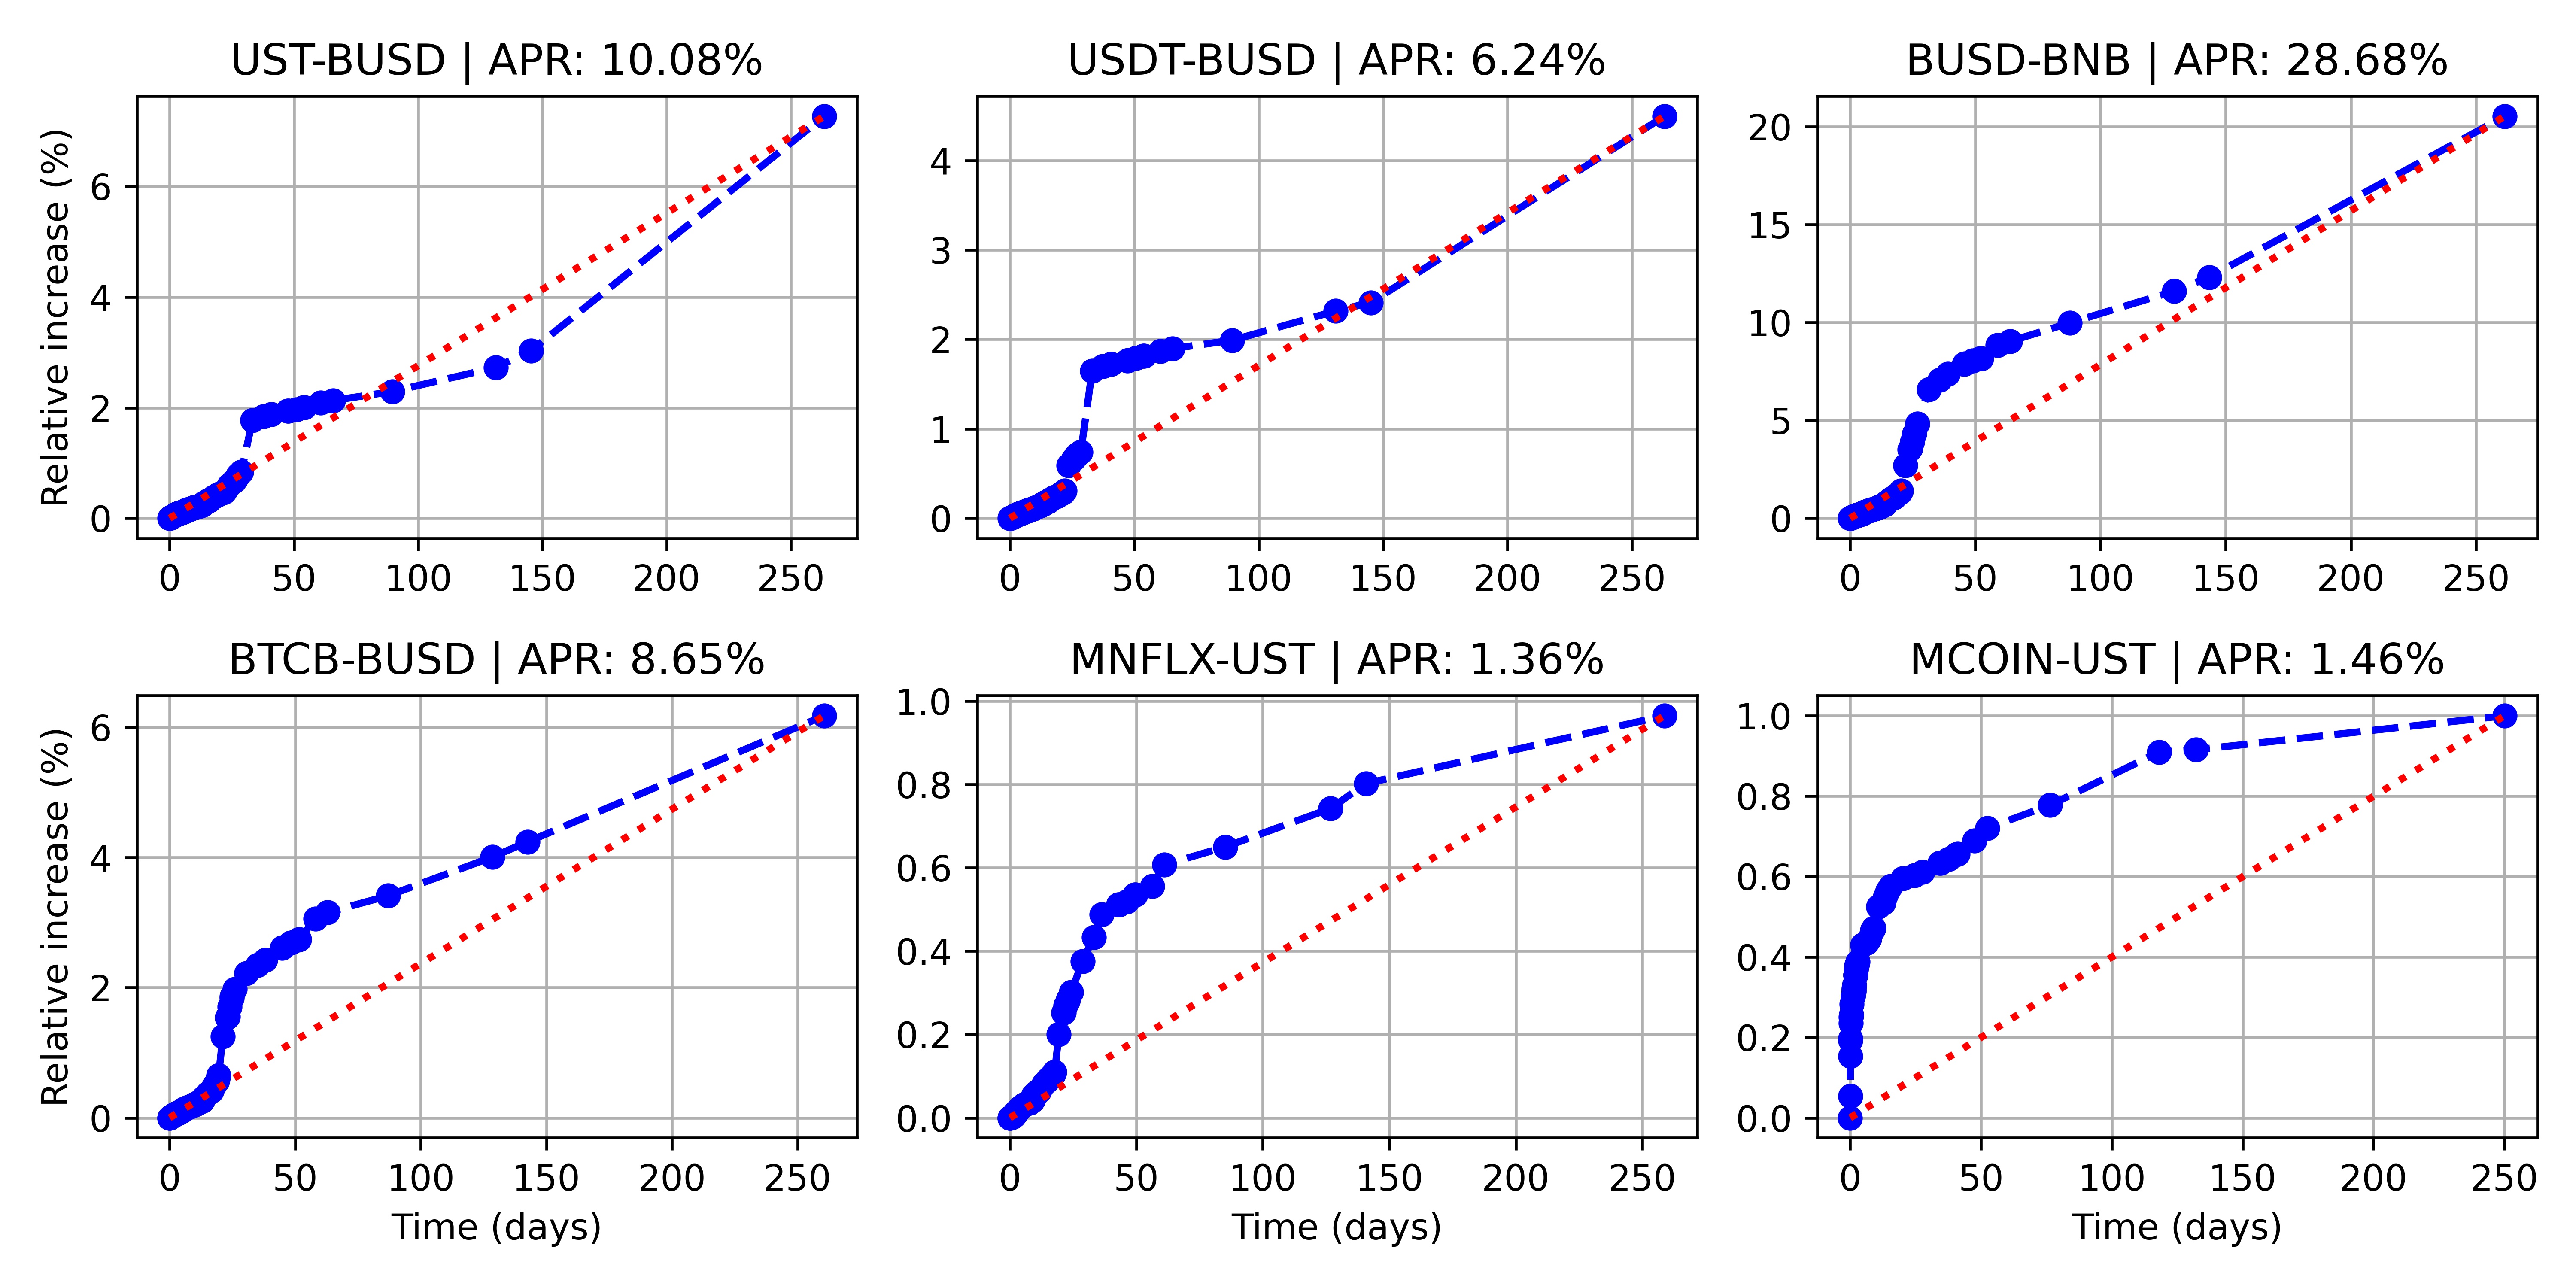 UST-BUSD | APR: 10.08%
Relative increase (%)
6
4
2
0
0 50 100 150 200 250
USDT-BUSD | APR: 6.24%
4
3
2
1
0
0 50 100 150 200 250
BUSD-BNB | APR: 28.68%
20
15
10
5
0
0 50 100 150 200 250
BTCB-BUSD | APR: 8.65%
Relative increase (%)
6
4
2
0
0 50 100 150 200 250
Time (days)
MNFLX-UST | APR: 1.36%
1.0
0.8
0.6
0.4
0.2
0.0
0 50 100 150 200 250
Time (days)
MCOIN-UST | APR: 1.46%
1.0
0.8
0.6
0.4
0.2
0.0
0 50 100 150 200 250
Time (days)